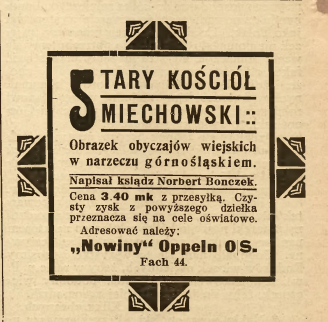 STARY KOŚCIÓŁ
MIECHOWSKI ::
Obrazek obyczajów wiejskich
w narzeczu górnośląskiem.
Napisał ksiądz Norbert Bonczek.
Cena 3.40 mk z przesyłką. Czy-
sty zysk z powyższego dziełka
przeznacza się na cele oświatowe.
Adresować należy:
„Nowiny“ Oppeln O|S.
Fach 44.